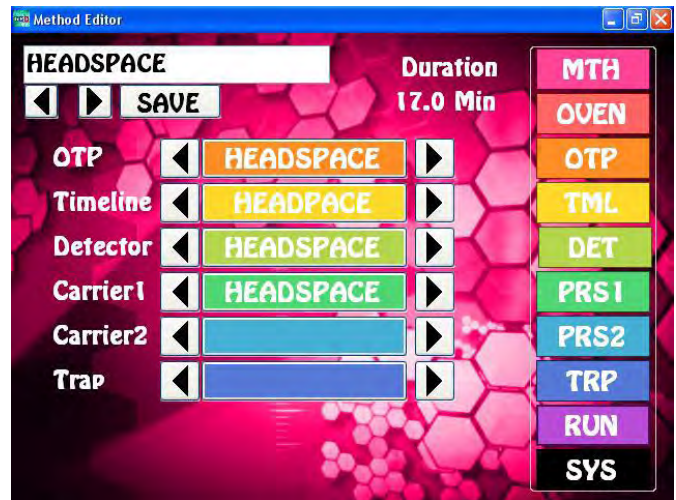 Method Editor
HEADSPACE
SAVE
Duration
17.0 Min
OTP HEADSPACE
Timeline HEADPACE
Detector HEADSPACE
Carrier1 HEADSPACE
Carrier2
Trap
MTH
OVEN
OTP
TML
DET
PRS1
PRS2
TRP
RUN
SYS